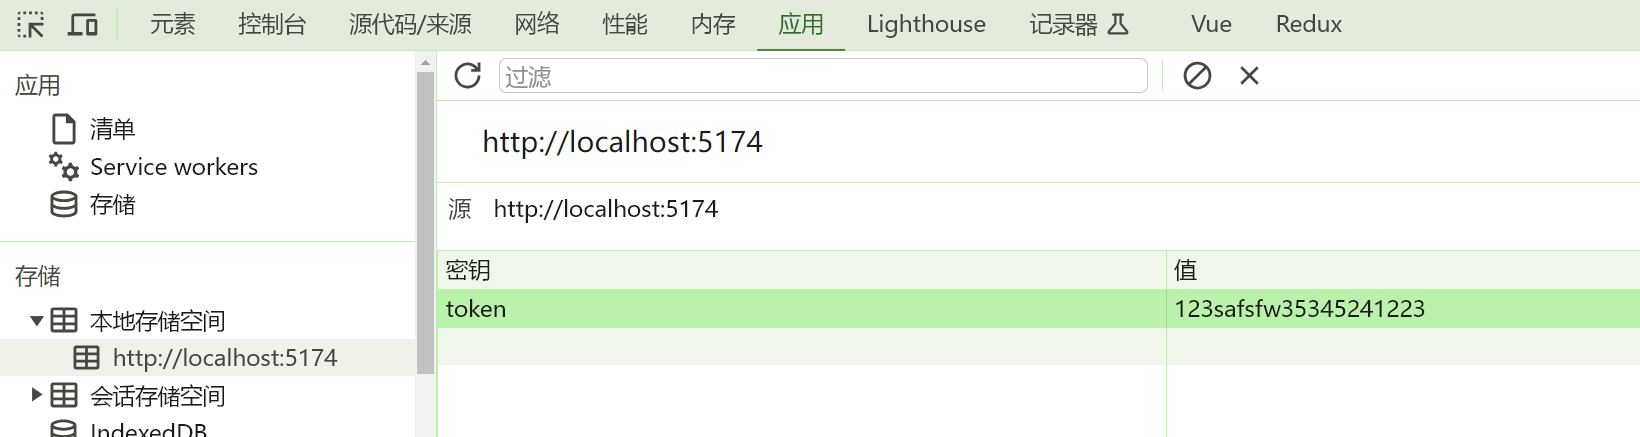 元素 控制台 源代码/来源 网络 性能 内存 应用 Lighthouse 记录器 Vue Redux
应用
清单
Service workers
存储
存储
本地存储空间
http://localhost:5174
会话存储空间
IndexedDB
过滤
http://localhost:5174
源 http://localhost:5174
密钥 值
token 123safsfw35345241223